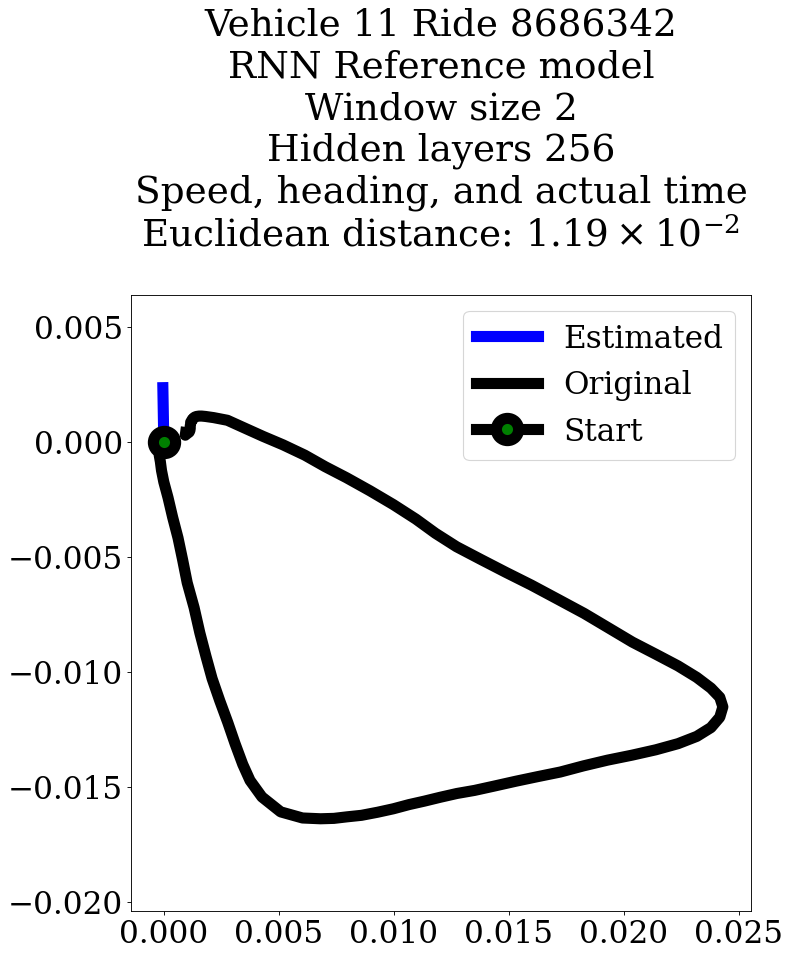 Vehicle 11 Ride 8686342
RNN Reference model
Window size 2
Hidden layers 256
Speed, heading, and actual time
Euclidean distance: 1.19 × 10⁻²
Estimated
Original
Start
0.005
0.000
−0.005
−0.010
−0.015
−0.020
0.000 0.005 0.010 0.015 0.020 0.025